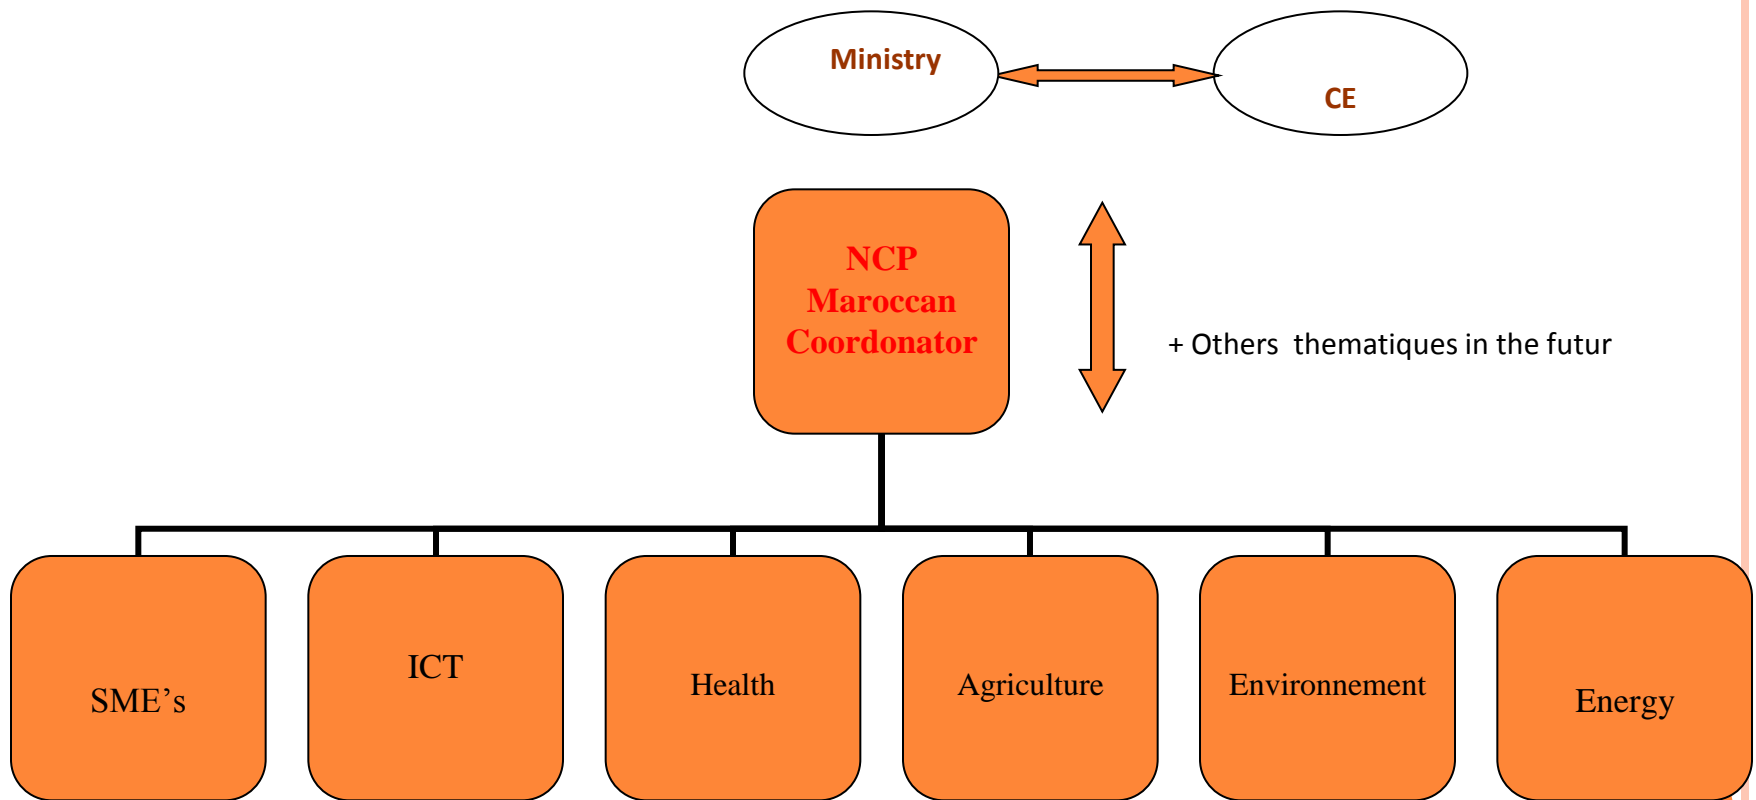 Ministry
CE
NCP
Maroccan
Coordonator
+ Others  thematiques in the futur
SME’s
ICT
Health
Agriculture
Environnement
Energy